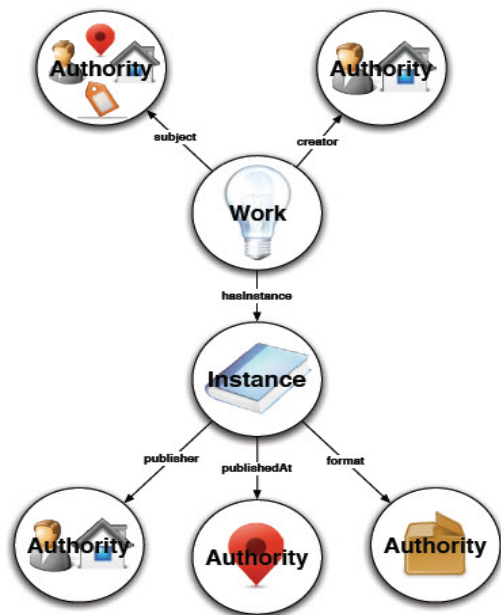 Authority
Authority
subject
creator
Work
hasInstance
Instance
publisher
publishedAt
format
Authority
Authority
Authority